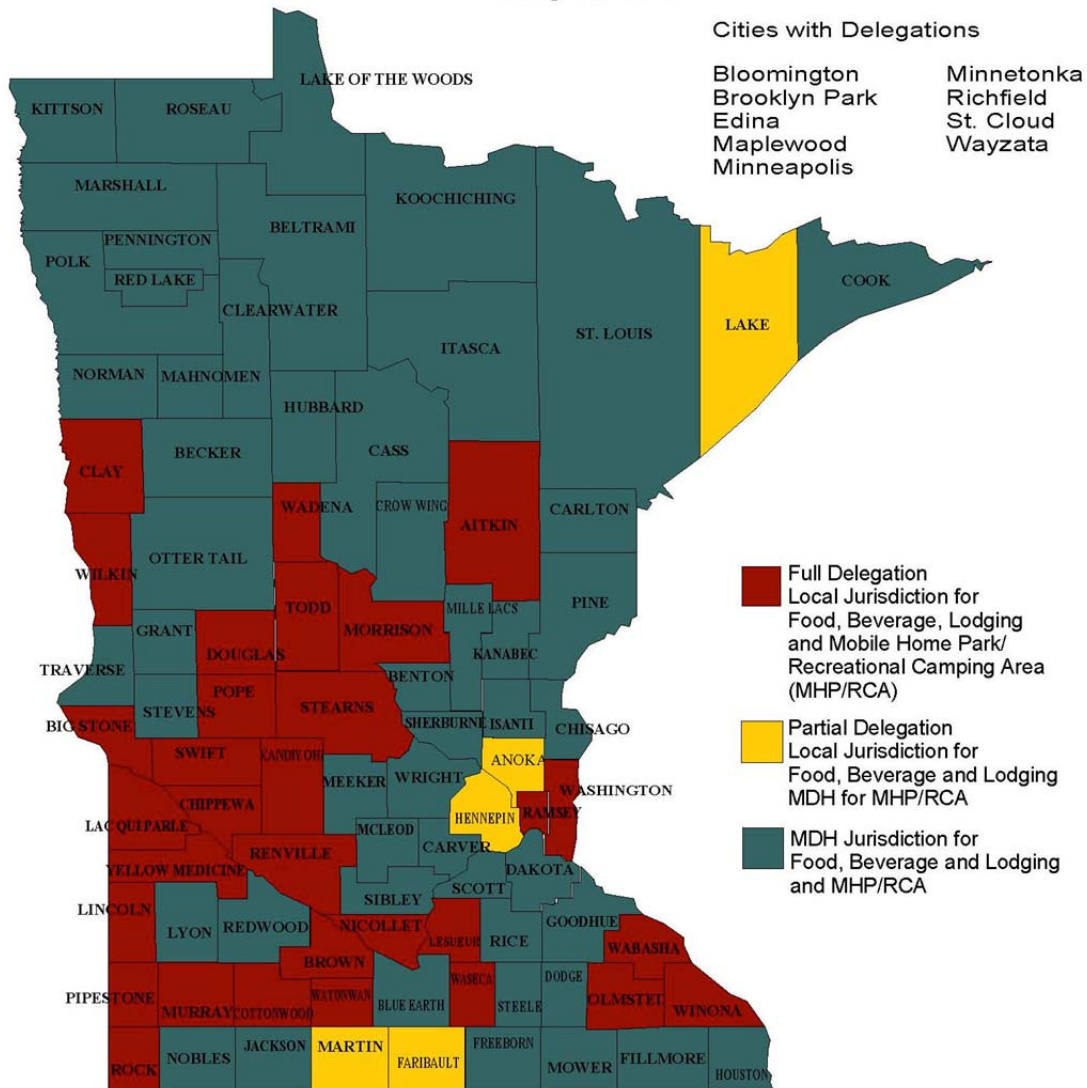 Cities with Delegations
Bloomington
Brooklyn Park
Edina
Maplewood
Minneapolis
Minnetonka
Richfield
St. Cloud
Wayzata
LAKE OF THE WOODS
KITTSON
ROSEAU
MARSHALL
KOOCHICHING
BELTRAMI
PENNINGTON
POLK
RED LAKE
COOK
CLEARWATER
LAKE
ST. LOUIS
ITASCA
NORMAN
MAHNOMEN
HUBBARD
CASS
BECKER
CLAY
WADENA
CROW WING
AITKIN
CARLTON
OTTER TAIL
WILKIN
PINE
TODD
MILLE LACS
GRANT
MORRISON
DOUGLAS
KANABEC
TRAVERSE
BENTON
POPE
STEARNS
STEVENS
BIG STONE
SHERBURNE
ISANTI
CHISAGO
SWIFT
KANDIYOHI
ANOKA
MEEKER
WRIGHT
WASHINGTON
CHIPPEWA
RAMSEY
HENNEPIN
LAC QUI PARLE
MCLEOD
CARVER
RENVILLE
YELLOW MEDICINE
DAKOTA
SCOTT
SIBLEY
LINCOLN
NICOLLET
GOODHUE
REDWOOD
LYON
LESUEUR
RICE
WABASHA
BROWN
WASECA
DODGE
PIPESTONE
WATONWAN
OLMSTED
MURRAY
COTTONWOOD
BLUE EARTH
STEELE
WINONA
ROCK
NOBLES
JACKSON
MARTIN
FARIBAULT
FREEBORN
MOWER
FILLMORE
HOUSTON
Full Delegation
Local Jurisdiction for
Food, Beverage, Lodging
and Mobile Home Park/
Recreational Camping Area
(MHP/RCA)
Partial Delegation
Local Jurisdiction for
Food, Beverage and Lodging
MDH for MHP/RCA
MDH Jurisdiction for
Food, Beverage and Lodging
and MHP/RCA